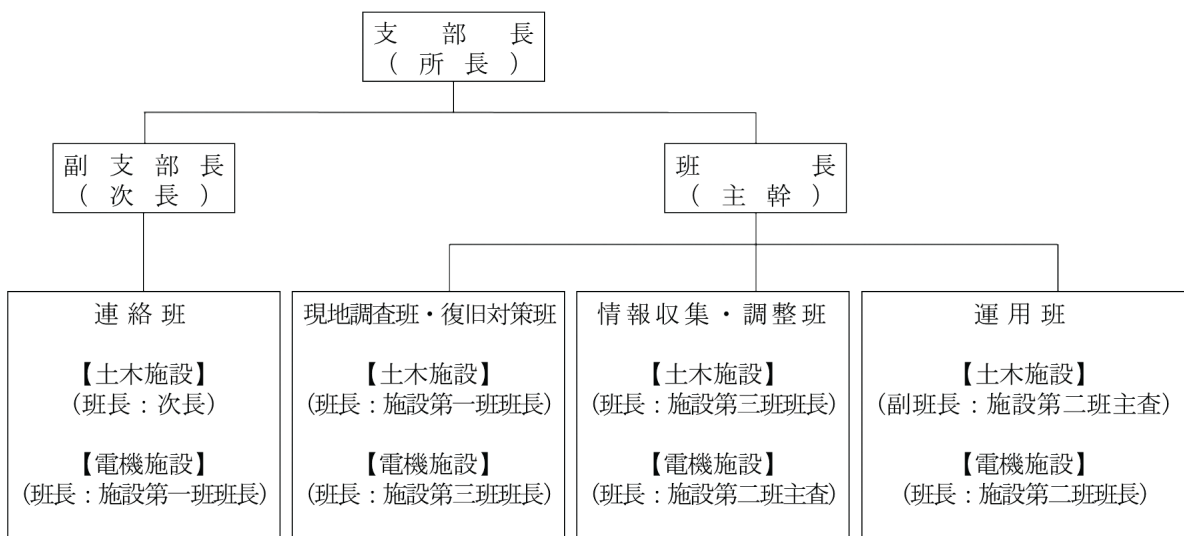 支部長
(所長)
副支部長
(次長)
班長
(主幹)
連絡班
【土木施設】
(班長：次長)
【電機施設】
(班長：施設第一班班長)
現地調査班・復旧対策班
【土木施設】
(班長：施設第一班班長)
【電機施設】
(班長：施設第三班班長)
情報収集・調整班
【土木施設】
(班長：施設第三班班長)
【電機施設】
(班長：施設第二班主査)
運用班
【土木施設】
(副班長：施設第二班主査)
【電機施設】
(班長：施設第二班班長)